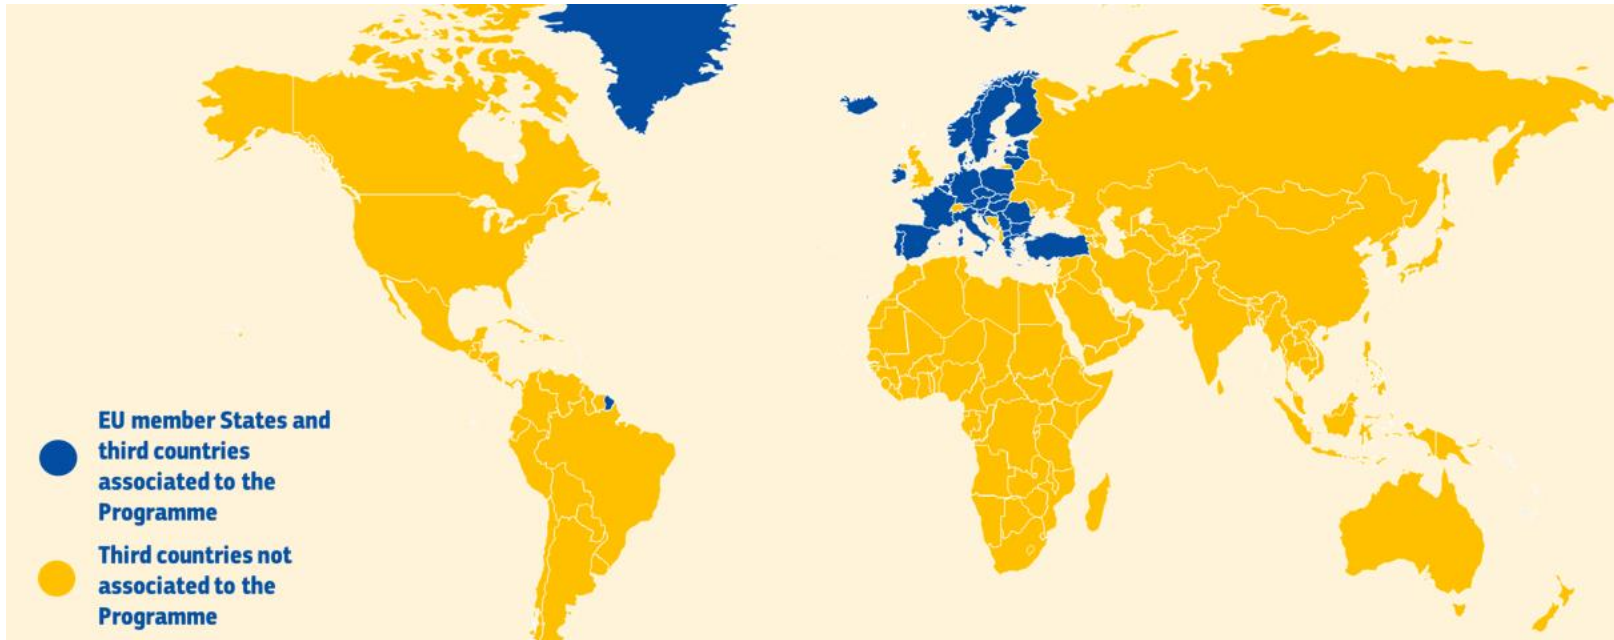 EU member States and
third countries
associated to the
Programme
Third countries not
associated to the
Programme